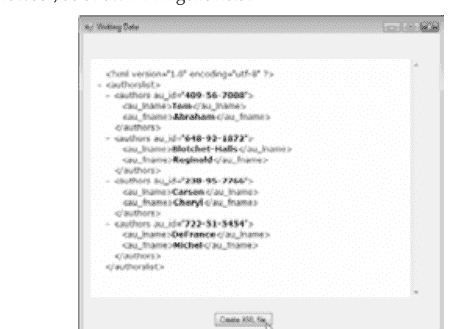 Writing Data
<?xml version="1.0" encoding="utf-8" ?>
- <authorslist>
- <authors au_id="409-56-7008">
<au_lname>Tom</au_lname>
<au_fname>Abraham</au_fname>
</authors>
- <authors au_id="648-92-1872">
<au_lname>Blotchet-Halls</au_lname>
<au_fname>Reginald</au_fname>
</authors>
- <authors au_id="238-95-7766">
<au_lname>Carson</au_lname>
<au_fname>Cheryl</au_fname>
</authors>
- <authors au_id="722-51-5454">
<au_lname>DeFrance</au_lname>
<au_fname>Michel</au_fname>
</authors>
</authorslist>
Create XML file